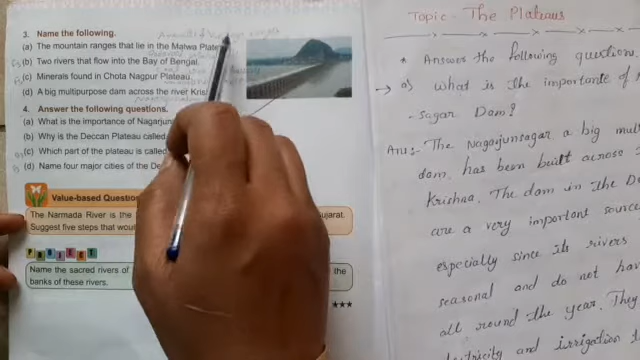 3. Name the following.
(a) The mountain ranges that lie in the Malwa Plate
(b) Two rivers that flow into the Bay of Bengal.
(c) Minerals found in Chota Nagpur Plateau.
(d) A big multipurpose dam across the river Kris
4. Answer the following questions.
(a) What is the importance of Nagarjun
(b) Why is the Deccan Plateau called
(c) Which part of the plateau is called
(d) Name four major cities of the De
Value-based Question
The Narmada River is the ujarat.
Suggest five steps that woul
PROJECT
Name the sacred rivers of the
banks of these rivers.
★★★
Topic - The Plateaus
* Answers the following question.
→ a) What is the importante of N
- Sagar Dam?
Ans:- The Nagarjunsagar a big mul
dam, has been built across
Krishna. The dam in the De
are a very important source
especially since its rivers
seasonal and do not hav
all round the year. They
electricity and irrigation